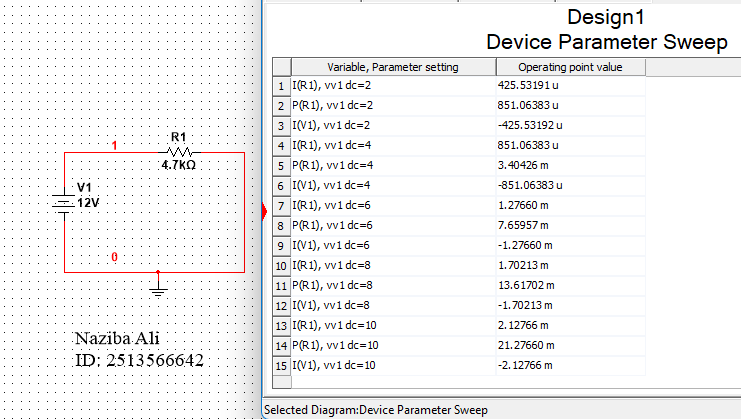 Design1
Device Parameter Sweep
Variable, Parameter setting Operating point value
1 I(R1), vv1 dc=2 425.53191 u
2 P(R1), vv1 dc=2 851.06383 u
3 I(V1), vv1 dc=2 -425.53192 u
4 I(R1), vv1 dc=4 851.06383 u
5 P(R1), vv1 dc=4 3.40426 m
6 I(V1), vv1 dc=4 -851.06383 u
7 I(R1), vv1 dc=6 1.27660 m
8 P(R1), vv1 dc=6 7.65957 m
9 I(V1), vv1 dc=6 -1.27660 m
10 I(R1), vv1 dc=8 1.70213 m
11 P(R1), vv1 dc=8 13.61702 m
12 I(V1), vv1 dc=8 -1.70213 m
13 I(R1), vv1 dc=10 2.12766 m
14 P(R1), vv1 dc=10 21.27660 m
15 I(V1), vv1 dc=10 -2.12766 m
Selected Diagram:Device Parameter Sweep
1
R1
4.7kΩ
V1
12V
0
Naziba Ali
ID: 2513566642